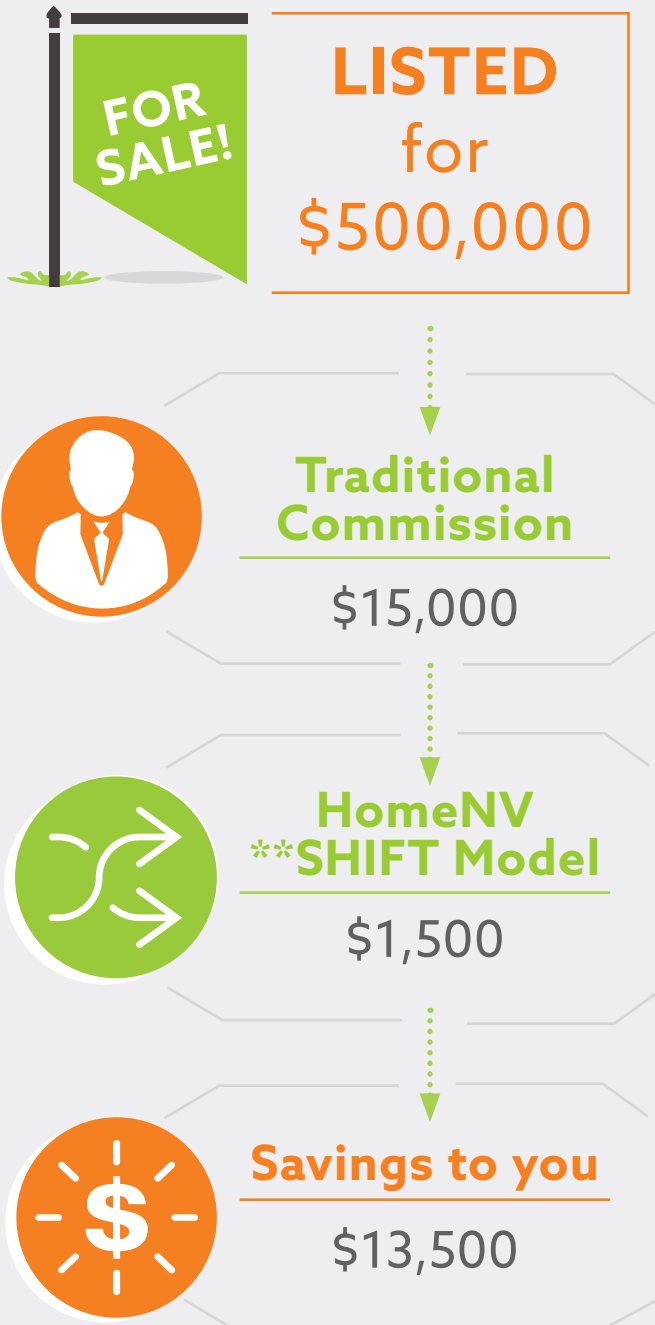 FOR
SALE!
LISTED
for
$500,000
Traditional
Commission
$15,000
HomeNV
**SHIFT Model
$1,500
Savings to you
$
$13,500